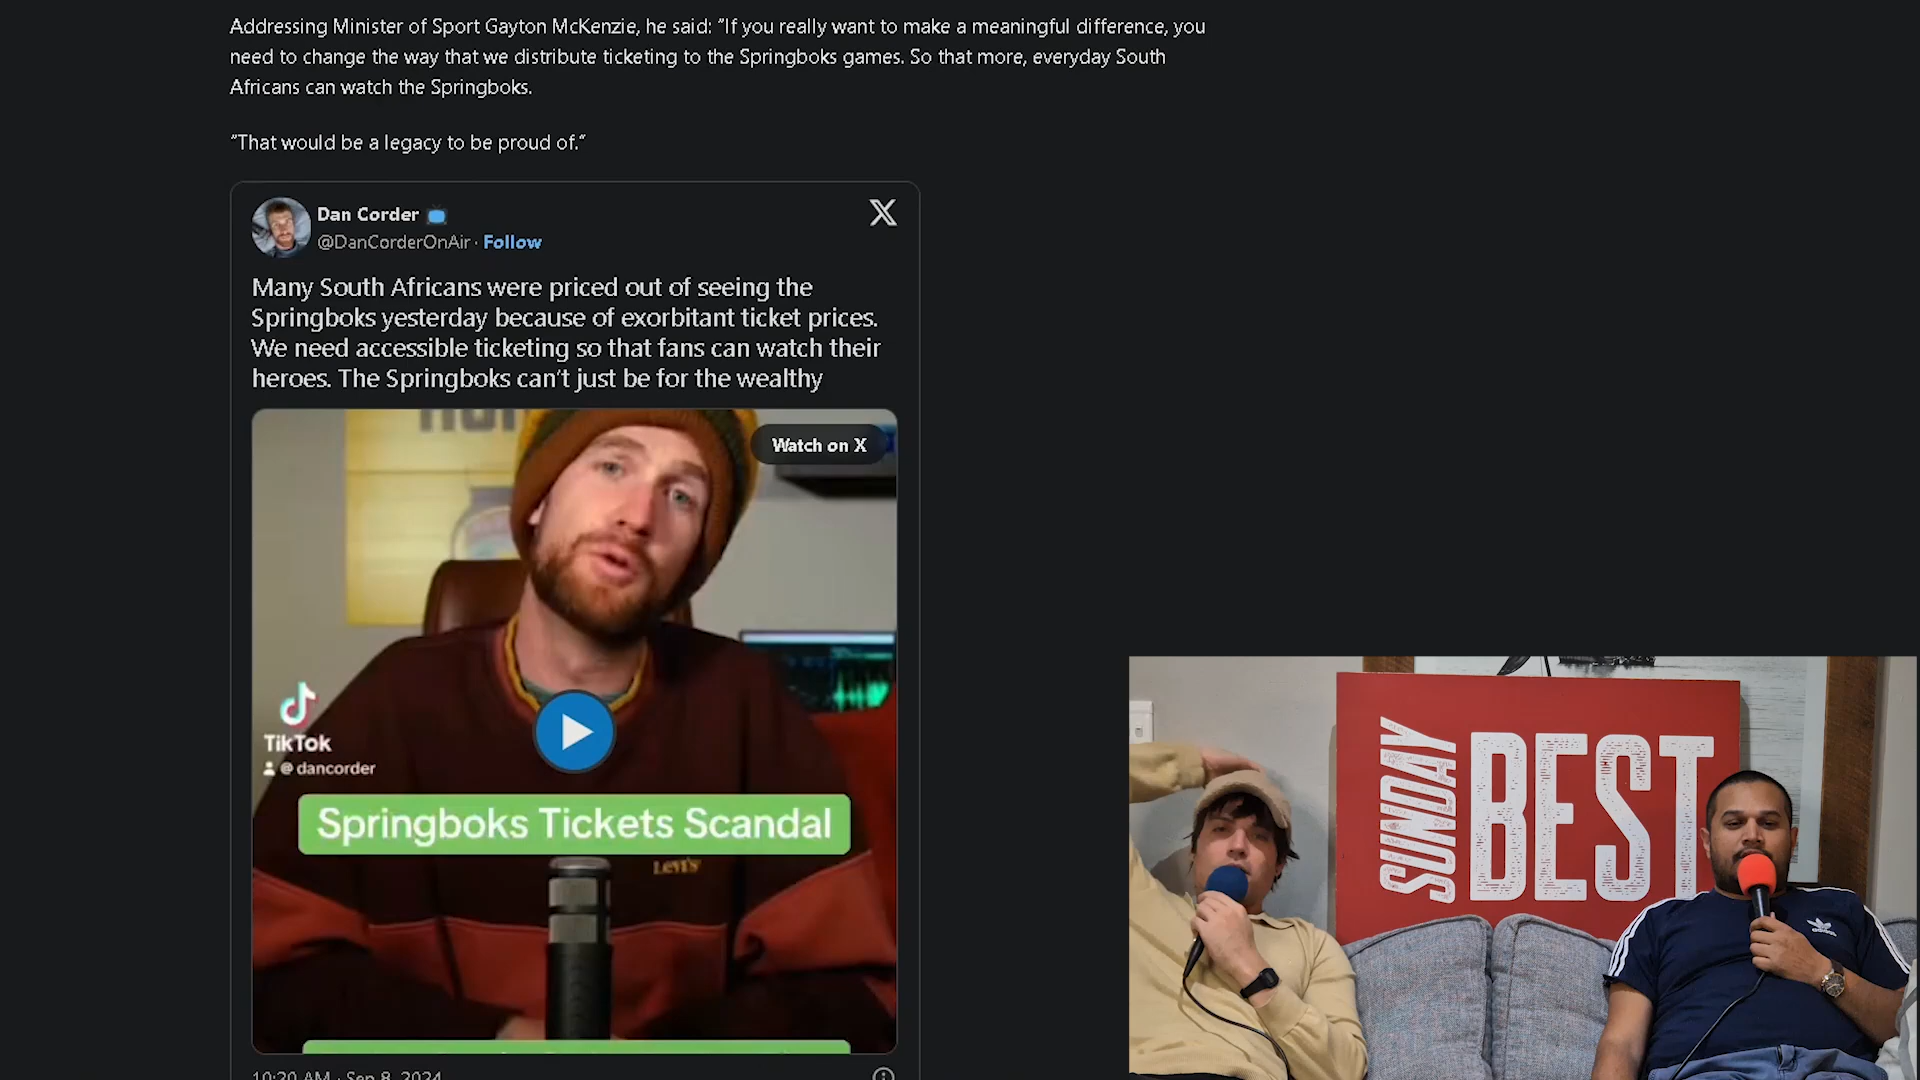 Addressing Minister of Sport Gayton McKenzie, he said: “If you really want to make a meaningful difference, you
need to change the way that we distribute ticketing to the Springboks games. So that more, everyday South
Africans can watch the Springboks.
“That would be a legacy to be proud of.“
Dan Corder
@DanCorderOnAir · Follow
Many South Africans were priced out of seeing the
Springboks yesterday because of exorbitant ticket prices.
We need accessible ticketing so that fans can watch their
heroes. The Springboks can’t just be for the wealthy
Watch on X
TikTok
@dancorder
Springboks Tickets Scandal
Levi's
10:20 AM · Sep 8, 2024
SUNDAY
BEST
adidas